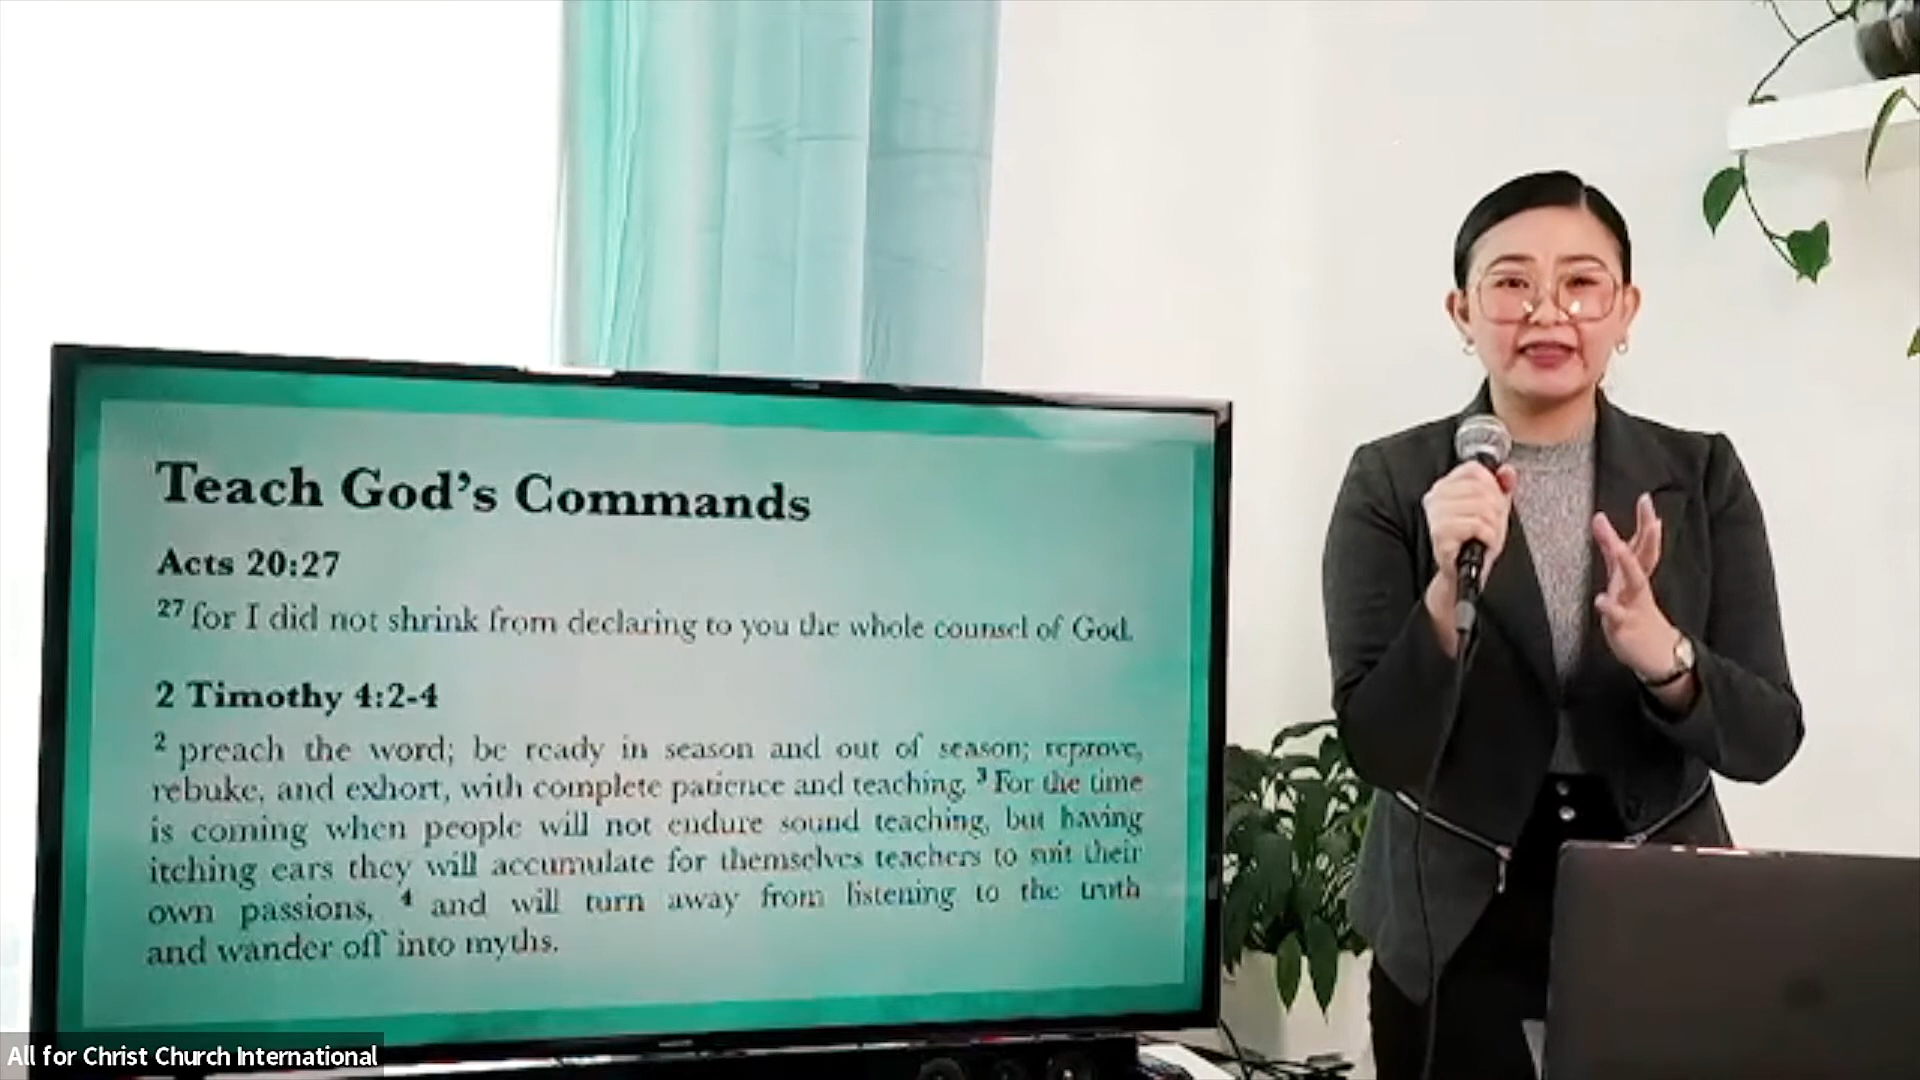 Teach God's Commands
Acts 20:27
27 for I did not shrink from declaring to you the whole counsel of God.
2 Timothy 4:2-4
2 preach the word; be ready in season and out of season; reprove,
rebuke, and exhort, with complete patience and teaching. 3 For the time
is coming when people will not endure sound teaching, but having
itching ears they will accumulate for themselves teachers to suit their
own passions, 4 and will turn away from listening to the truth
and wander off into myths.
All for Christ Church International